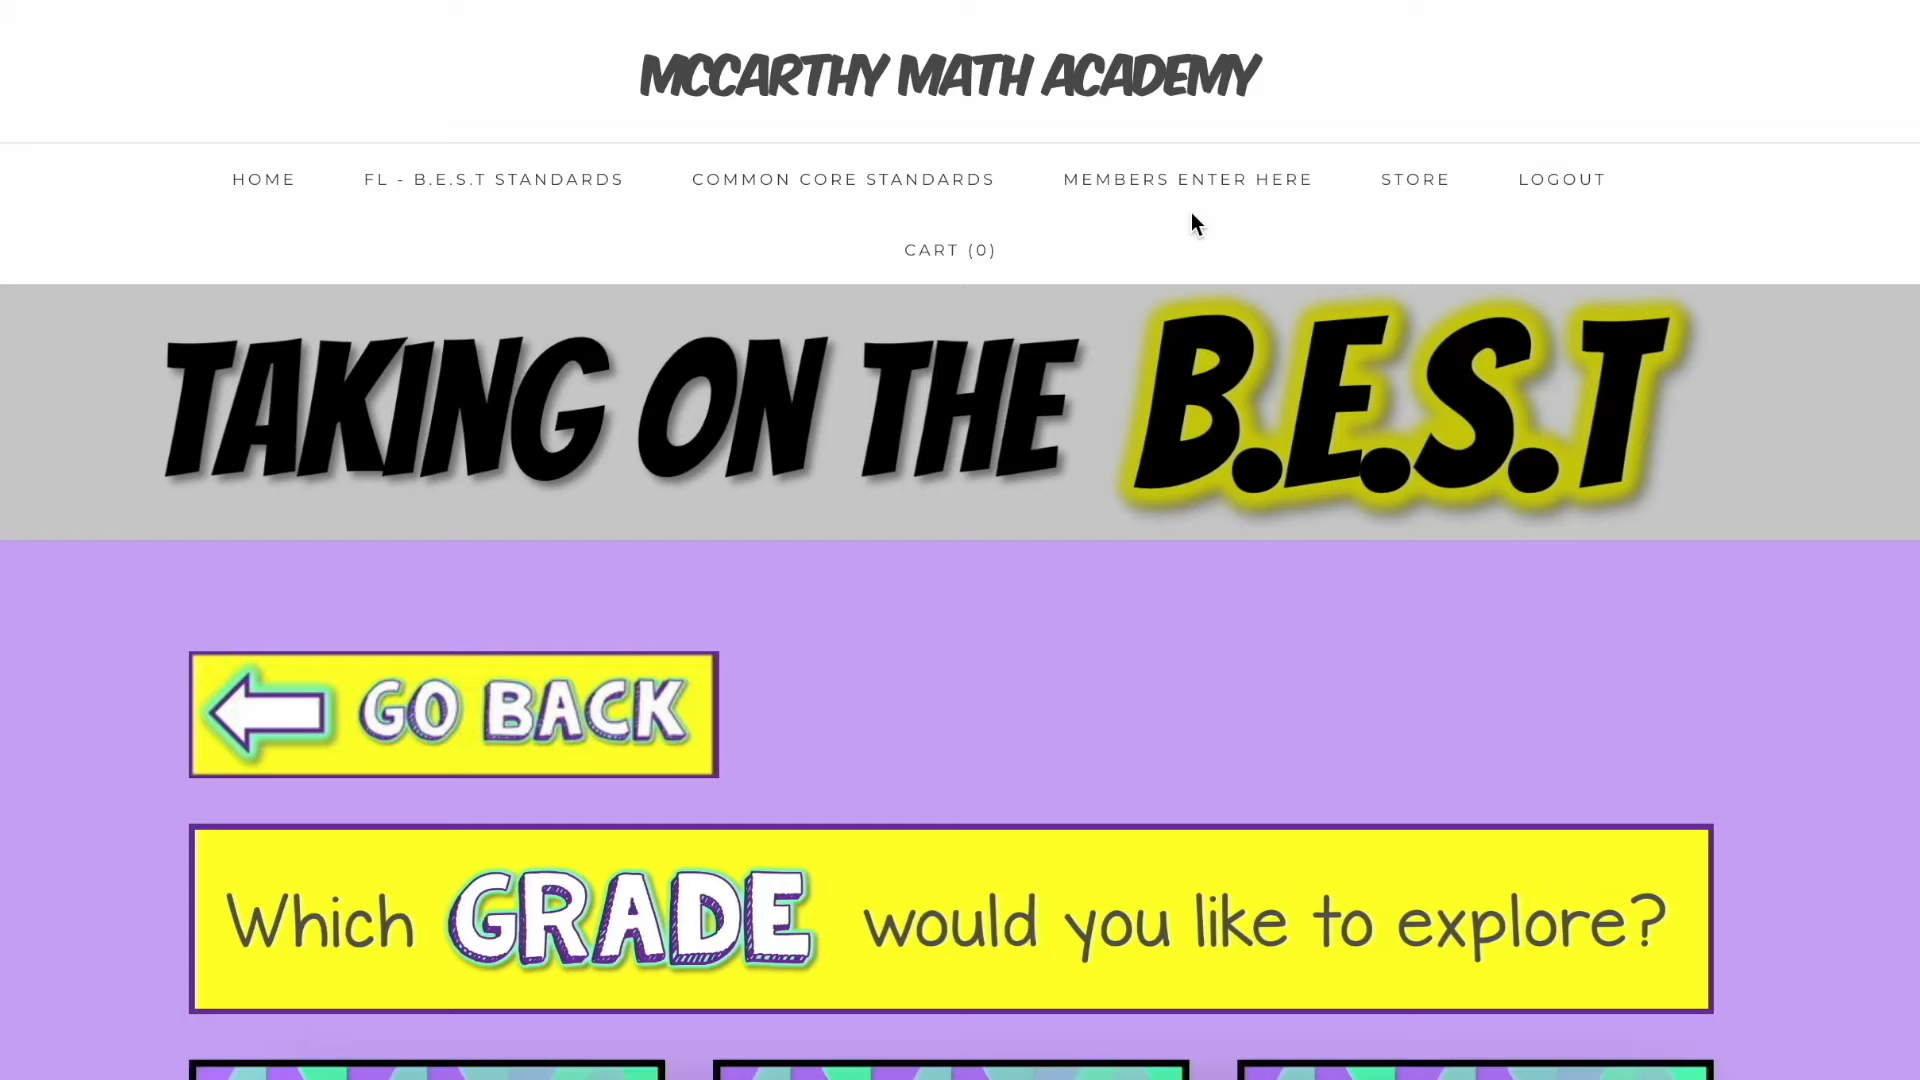 MCCARTHY MATH ACADEMY
HOME FL - B.E.S.T STANDARDS COMMON CORE STANDARDS MEMBERS ENTER HERE STORE LOGOUT
CART (0)
TAKING ON THE B.E.S.T
GO BACK
Which GRADE would you like to explore?